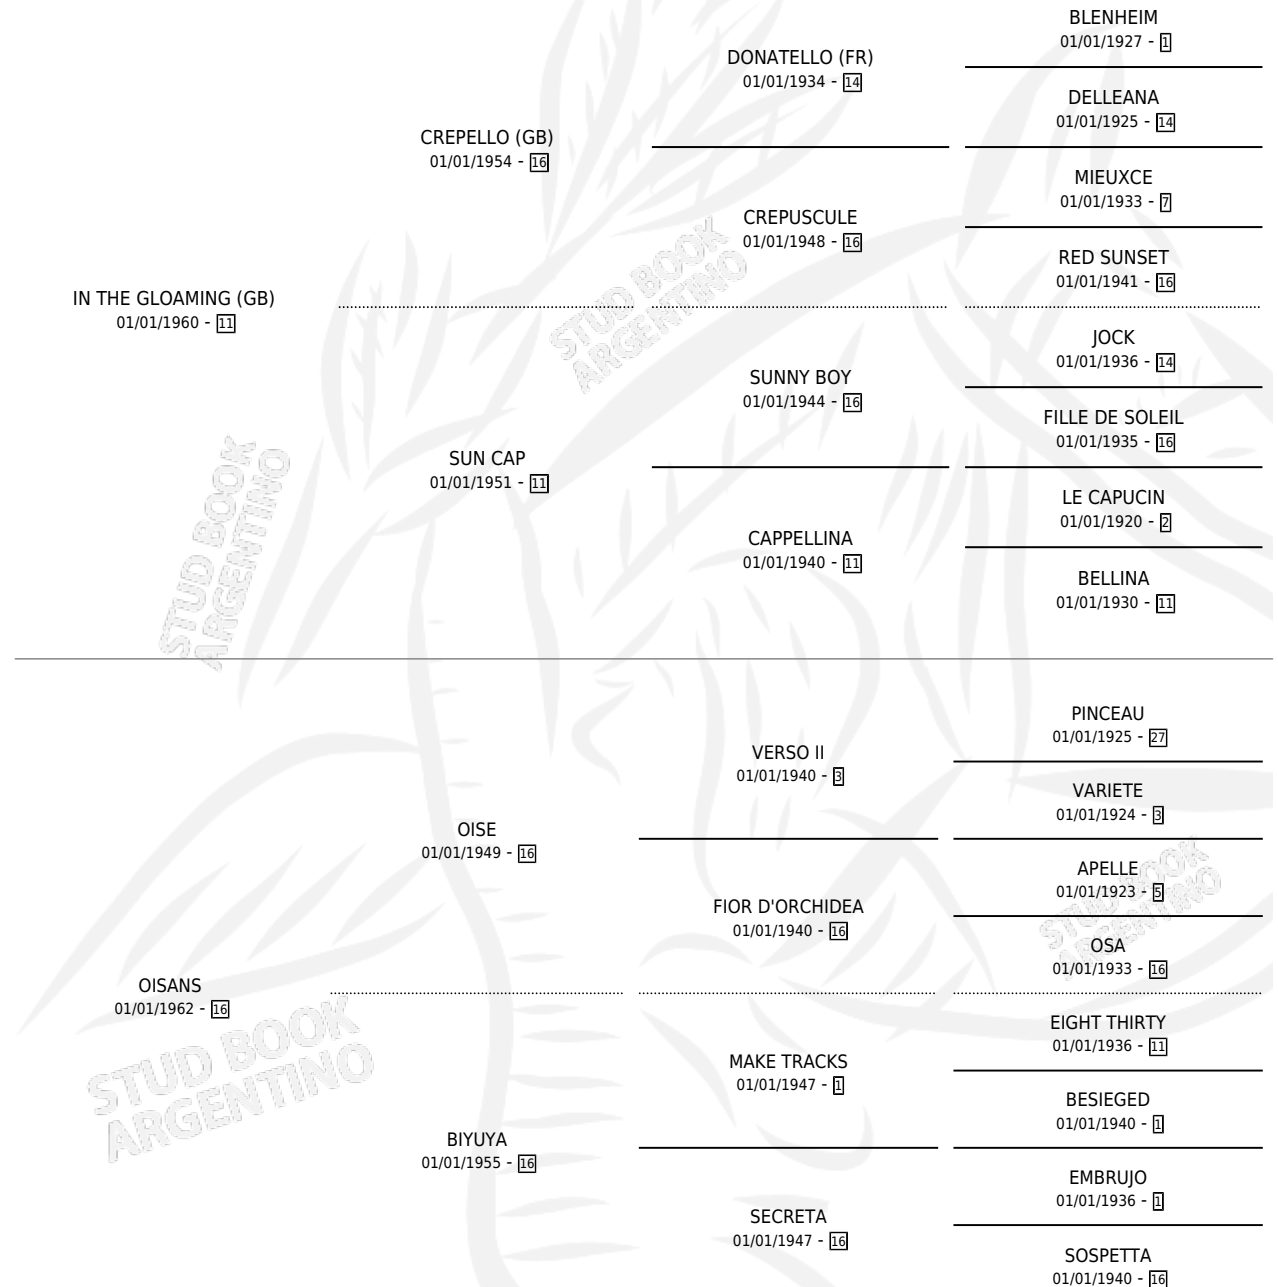 BLENHEIM
01/01/1927 - 1
DONATELLO (FR)
01/01/1934 - 14
DELLEANA
01/01/1925 - 14
CREPELLO (GB)
01/01/1954 - 16
MIEUXCE
01/01/1933 - 7
CREPUSCULE
01/01/1948 - 16
RED SUNSET
01/01/1941 - 16
IN THE GLOAMING (GB)
01/01/1960 - 11
STUD BOOK
ARGENTINO
JOCK
01/01/1936 - 14
SUNNY BOY
01/01/1944 - 16
FILLE DE SOLEIL
01/01/1935 - 16
SUN CAP
01/01/1951 - 11
LE CAPUCIN
01/01/1920 - 2
CAPPELLINA
01/01/1940 - 11
BELLINA
01/01/1930 - 11
STUD BOOK
ARGENTINO
PINCEAU
01/01/1925 - 27
VERSO II
01/01/1940 - 3
VARIETE
01/01/1924 - 3
OISE
01/01/1949 - 16
APELLE
01/01/1923 - 5
FIOR D'ORCHIDEA
01/01/1940 - 16
STUD BOOK
ARGENTINO
OSA
01/01/1933 - 16
OISANS
01/01/1962 - 16
EIGHT THIRTY
01/01/1936 - 11
STUD BOOK
ARGENTINO
MAKE TRACKS
01/01/1947 - 1
BESIEGED
01/01/1940 - 1
BIYUYA
01/01/1955 - 16
EMBRUJO
01/01/1936 - 1
SECRETA
01/01/1947 - 16
SOSPETTA
01/01/1940 - 16